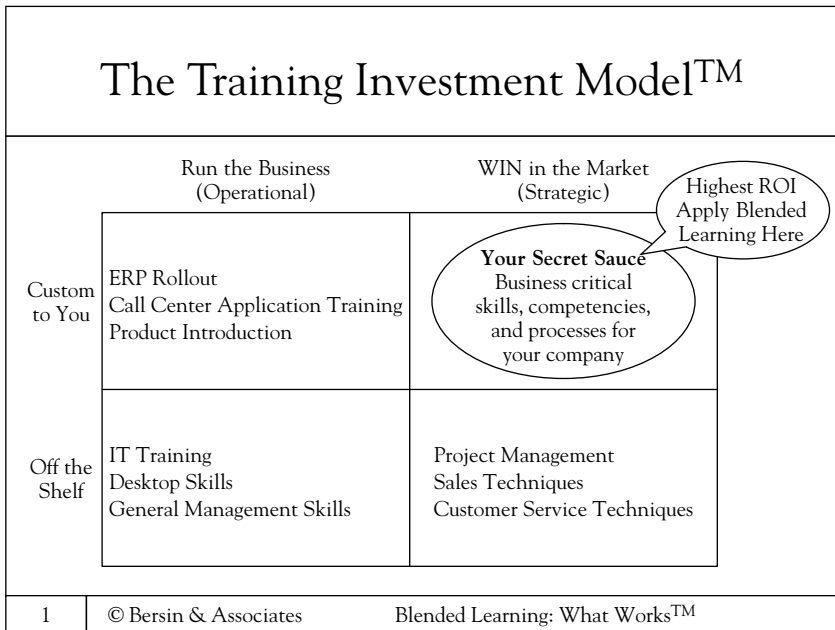 The Training Investment Model™
Run the Business
(Operational)
WIN in the Market
(Strategic)
Highest ROI
Apply Blended
Learning Here
Custom
to You
ERP Rollout
Call Center Application Training
Product Introduction
Your Secret Sauce
Business critical
skills, competencies,
and processes for
your company
Off the
Shelf
IT Training
Desktop Skills
General Management Skills
Project Management
Sales Techniques
Customer Service Techniques
1
© Bersin & Associates
Blended Learning: What Works™